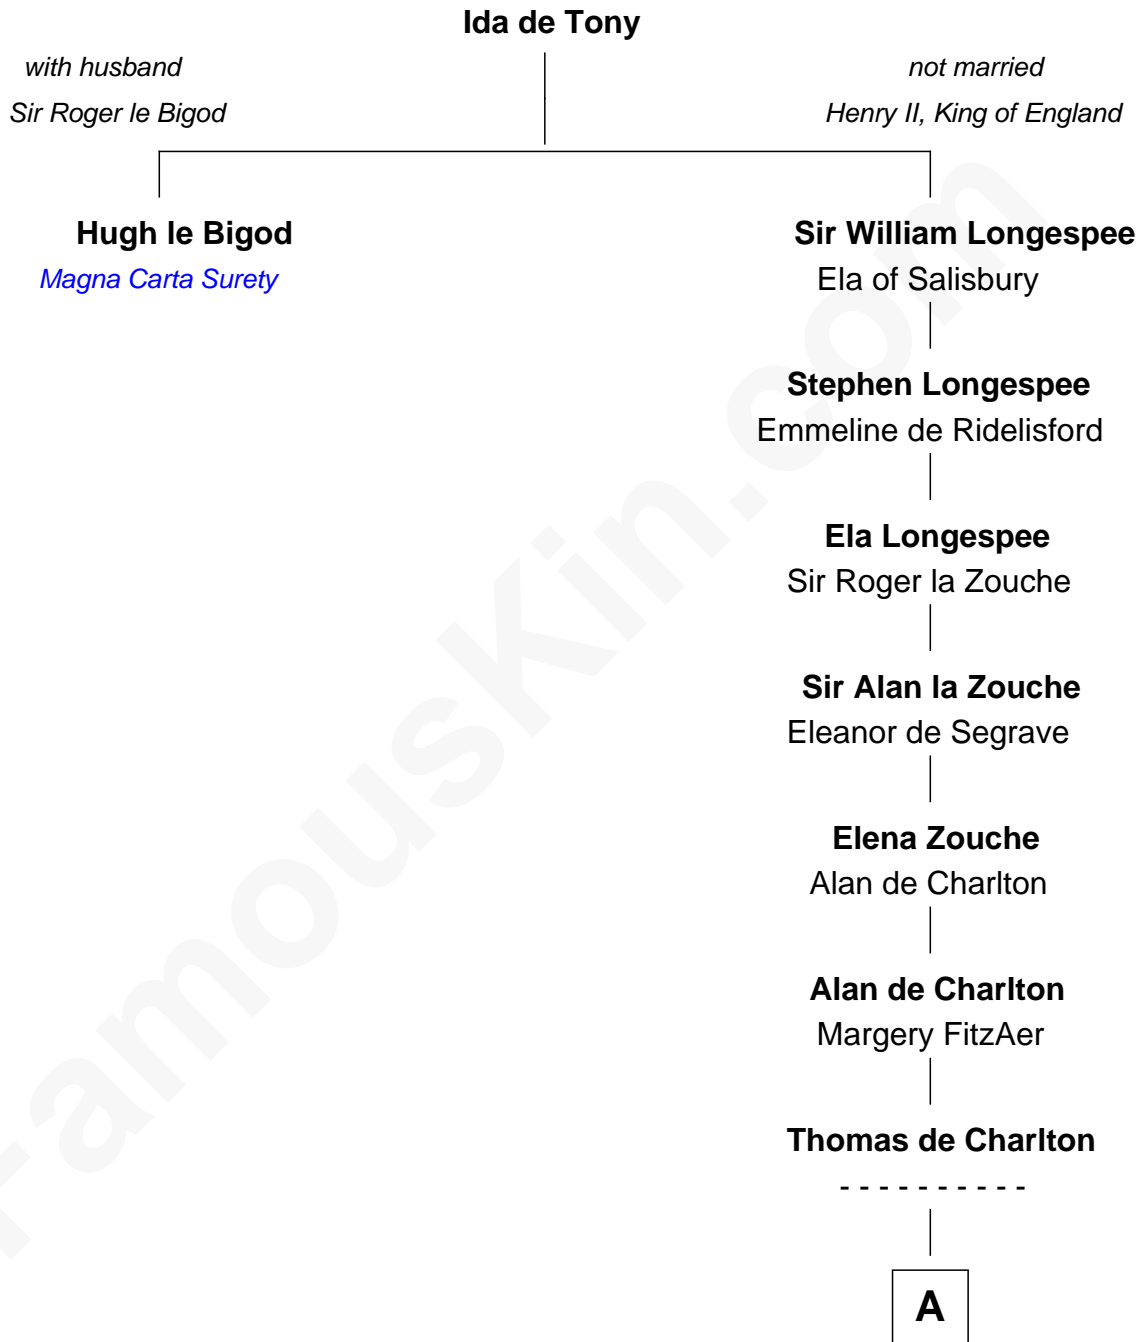 Ida de Tony
with husband
Sir Roger le Bigod
not married
Henry II, King of England
Hugh le Bigod
Magna Carta Surety
Sir William Longespee
Ela of Salisbury
Stephen Longespee
Emmeline de Ridelisford
Ela Longespee
Sir Roger la Zouche
Sir Alan la Zouche
Eleanor de Segrave
Elena Zouche
Alan de Charlton
Alan de Charlton
Margery FitzAer
Thomas de Charlton
- - - - - - - - - -
A
FamousKin.com